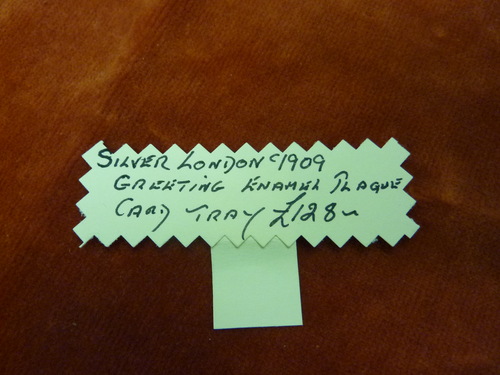 SILVER LONDON C1909
GREETING ENAMEL PLAQUE
CARD TRAY £128~